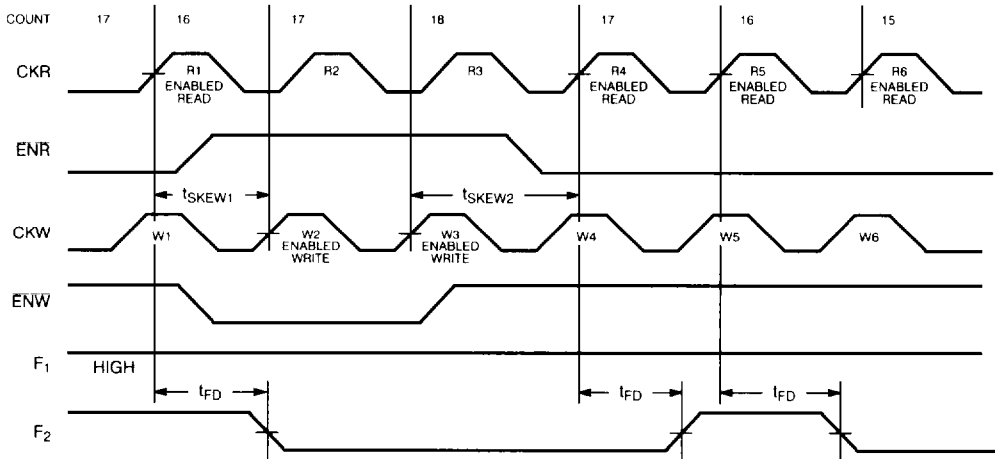 COUNT 17 16 17 18 17 16 15
CKR R1 R2 R3 R4 R5 R6
ENABLED READ ENABLED READ ENABLED READ ENABLED READ
ENR
tSKEW1 tSKEW2
CKW W1 W2 W3 W4 W5 W6
ENABLED WRITE ENABLED WRITE
ENW
F1 HIGH
tFD tFD tFD
F2